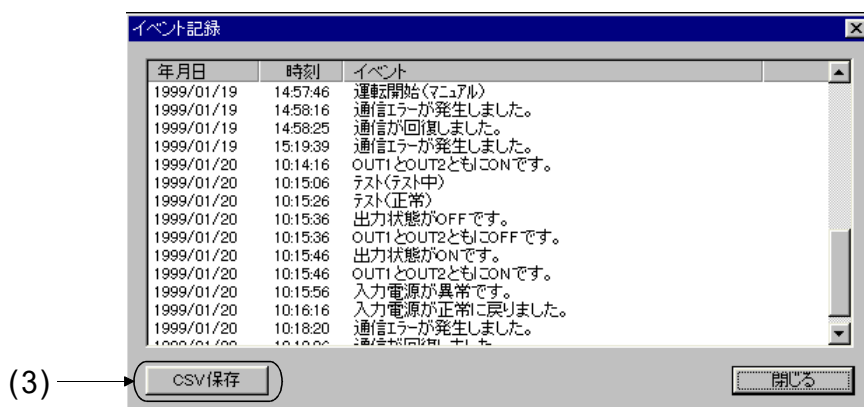 イベント記録
年月日 時刻 イベント
1999/01/19 14:57:46 運転開始(マニュアル)
1999/01/19 14:58:16 通信エラーが発生しました。
1999/01/19 14:58:25 通信が回復しました。
1999/01/19 15:19:39 通信エラーが発生しました。
1999/01/20 10:14:16 OUT1とOUT2ともにONです。
1999/01/20 10:15:06 テスト(テスト中)
1999/01/20 10:15:26 テスト(正常)
1999/01/20 10:15:36 出力状態がOFFです。
1999/01/20 10:15:36 OUT1とOUT2ともにOFFです。
1999/01/20 10:15:46 出力状態がONです。
1999/01/20 10:15:46 OUT1とOUT2ともにONです。
1999/01/20 10:15:56 入力電源が異常です。
1999/01/20 10:16:16 入力電源が正常に戻りました。
1999/01/20 10:18:20 通信エラーが発生しました。
(3) CSV保存 閉じる